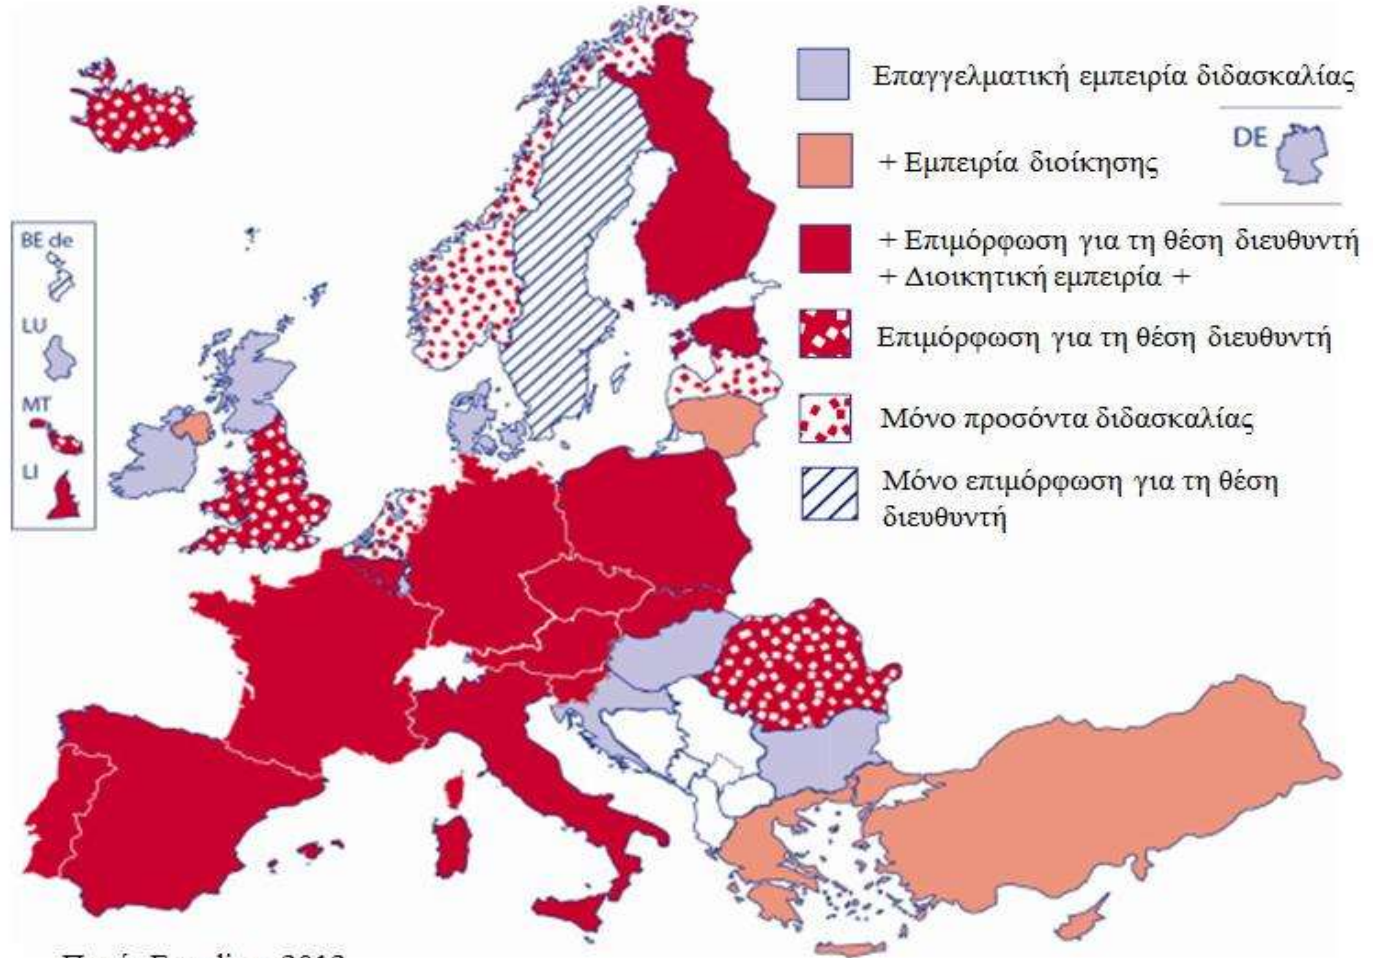 Επαγγελματική εμπειρία διδασκαλίας
DE
+ Εμπειρία διοίκησης
+ Επιμόρφωση για τη θέση διευθυντή
+ Διοικητική εμπειρία +
Επιμόρφωση για τη θέση διευθυντή
Μόνο προσόντα διδασκαλίας
Μόνο επιμόρφωση για τη θέση
διευθυντή
BE de
LU
MT
LI